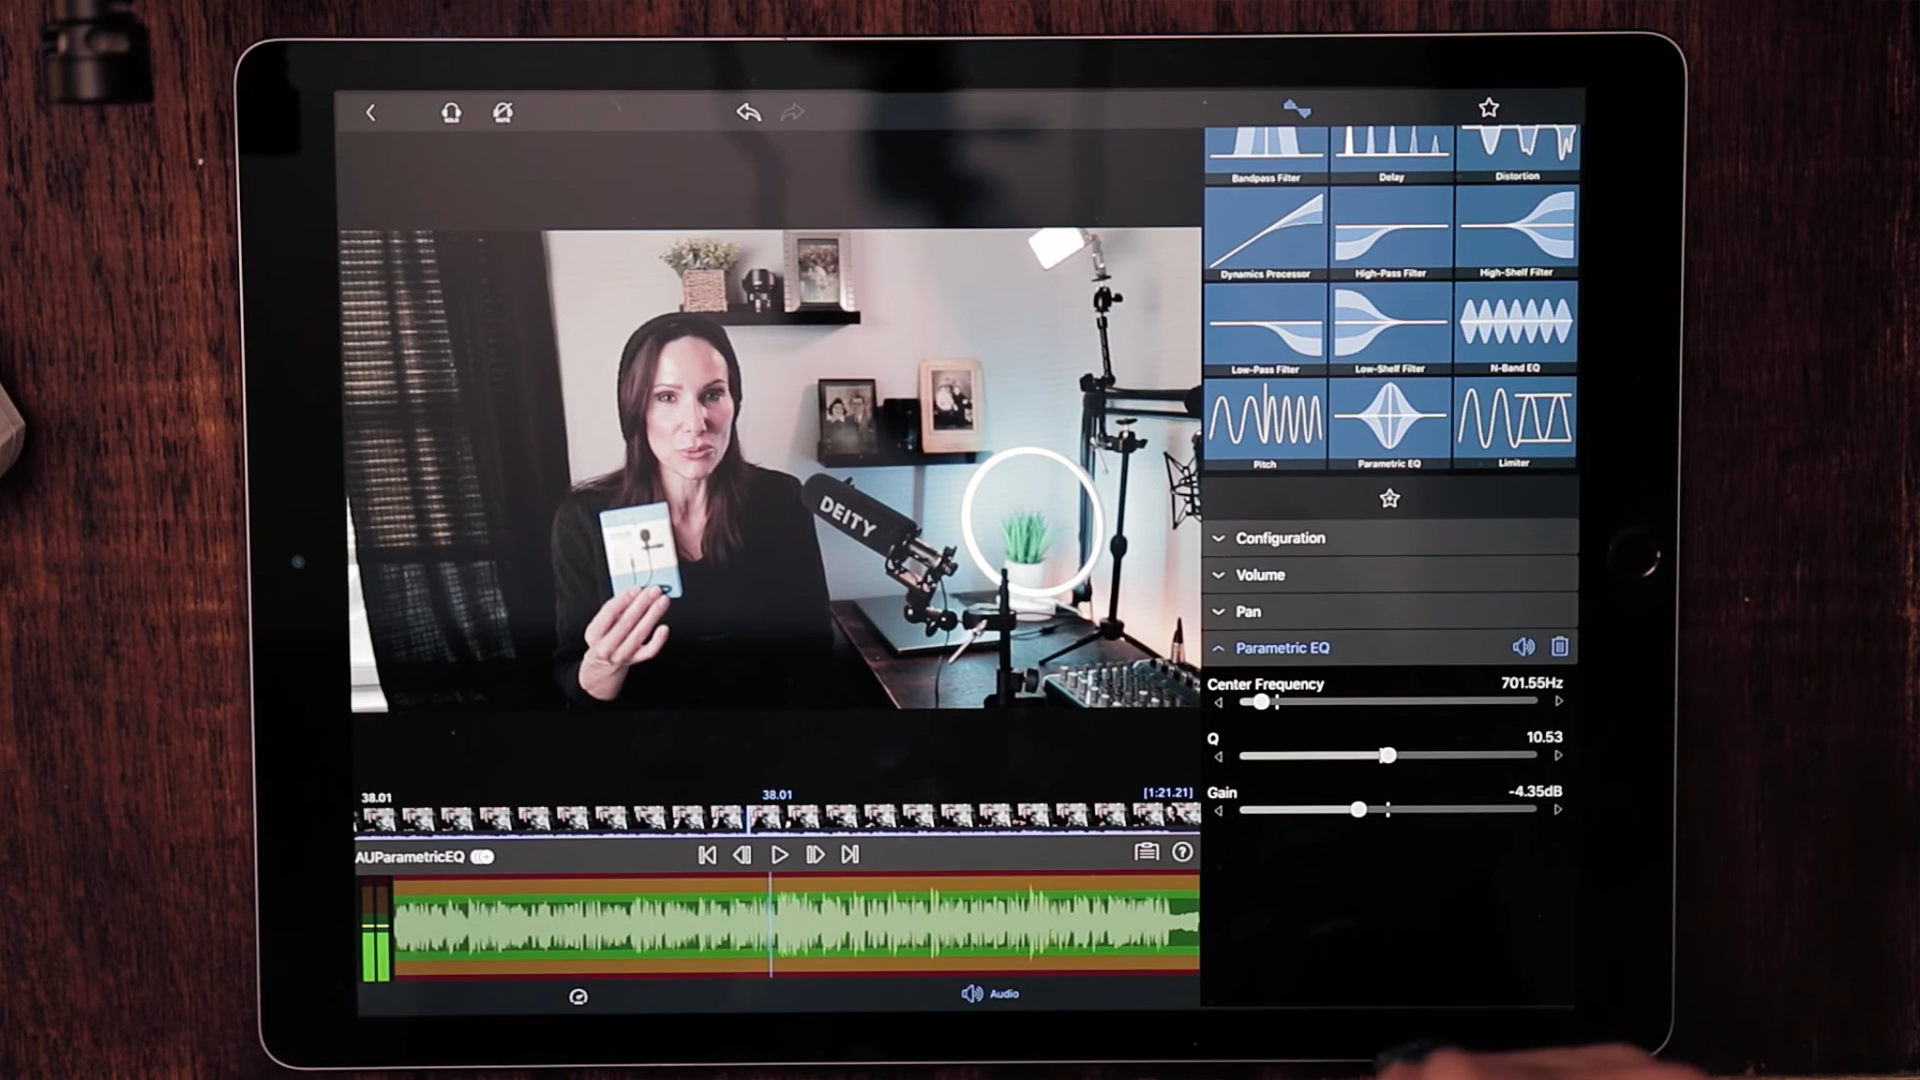 SOLO
MUTE
Bandpass Filter
Delay
Distortion
Dynamics Processor
High-Pass Filter
High-Shelf Filter
Low-Pass Filter
Low-Shelf Filter
N-Band EQ
Pitch
Parametric EQ
Limiter
DEITY
Configuration
Volume
Pan
Parametric EQ
Center Frequency 701.55Hz
Q 10.53
Gain -4.35dB
38.01 38.01 [1:21.21]
AUParametricEQ
?
Audio